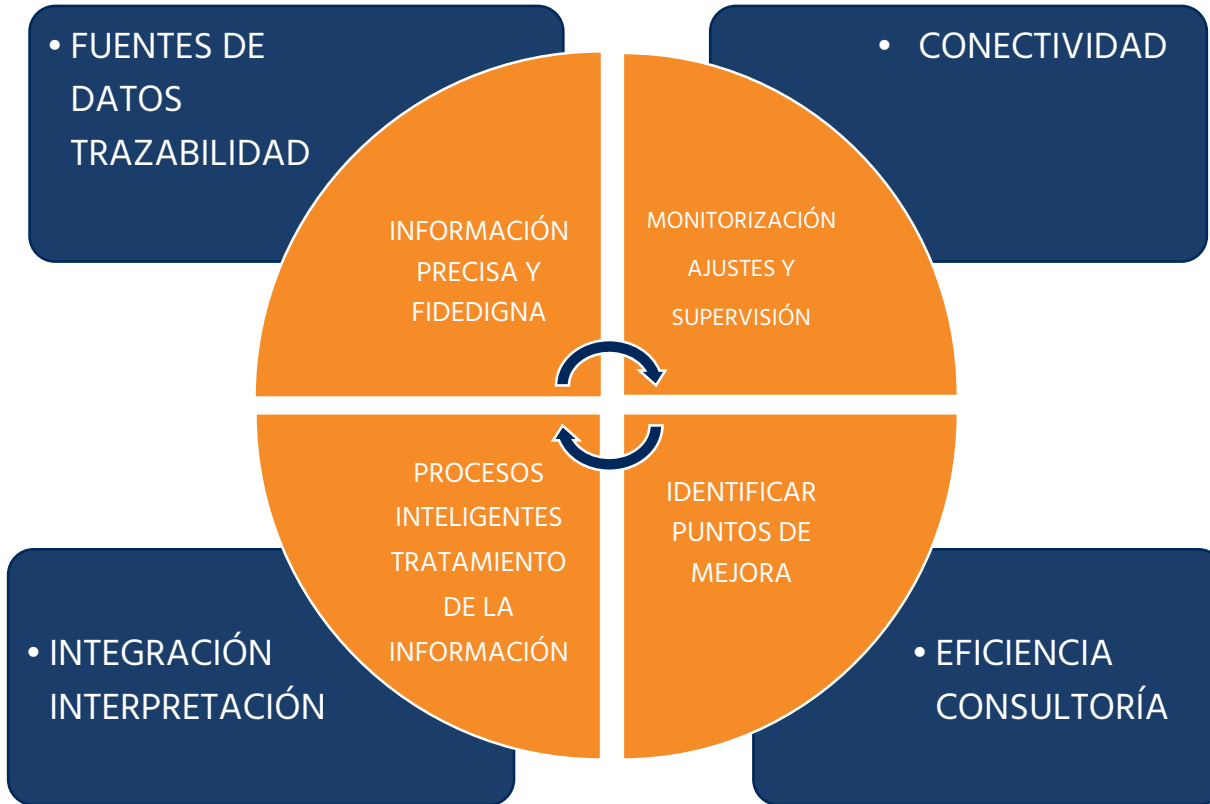 • FUENTES DE
DATOS
TRAZABILIDAD
• CONECTIVIDAD
INFORMACIÓN
PRECISA Y
FIDEDIGNA
MONITORIZACIÓN
AJUSTES Y
SUPERVISIÓN
PROCESOS
INTELIGENTES
TRATAMIENTO
DE LA
INFORMACIÓN
IDENTIFICAR
PUNTOS DE
MEJORA
• INTEGRACIÓN
INTERPRETACIÓN
• EFICIENCIA
CONSULTORÍA